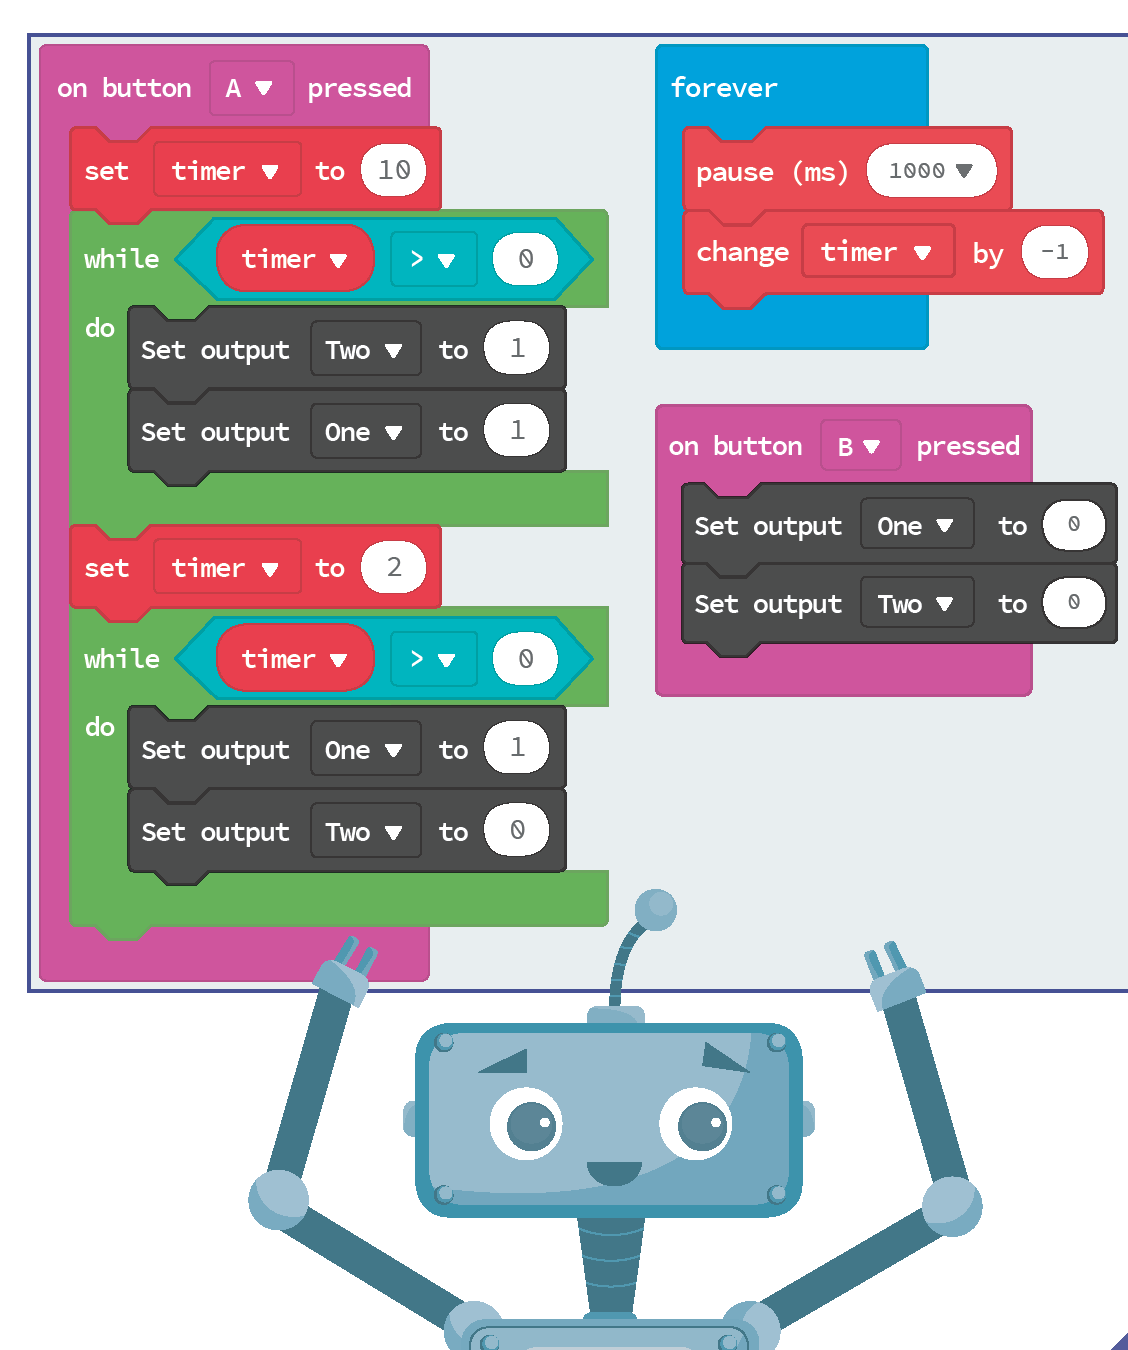 on button A pressed
set timer to 10
while timer > 0
do
Set output Two to 1
Set output One to 1
set timer to 2
while timer > 0
do
Set output One to 1
Set output Two to 0
forever
pause (ms) 1000
change timer by -1
on button B pressed
Set output One to 0
Set output Two to 0